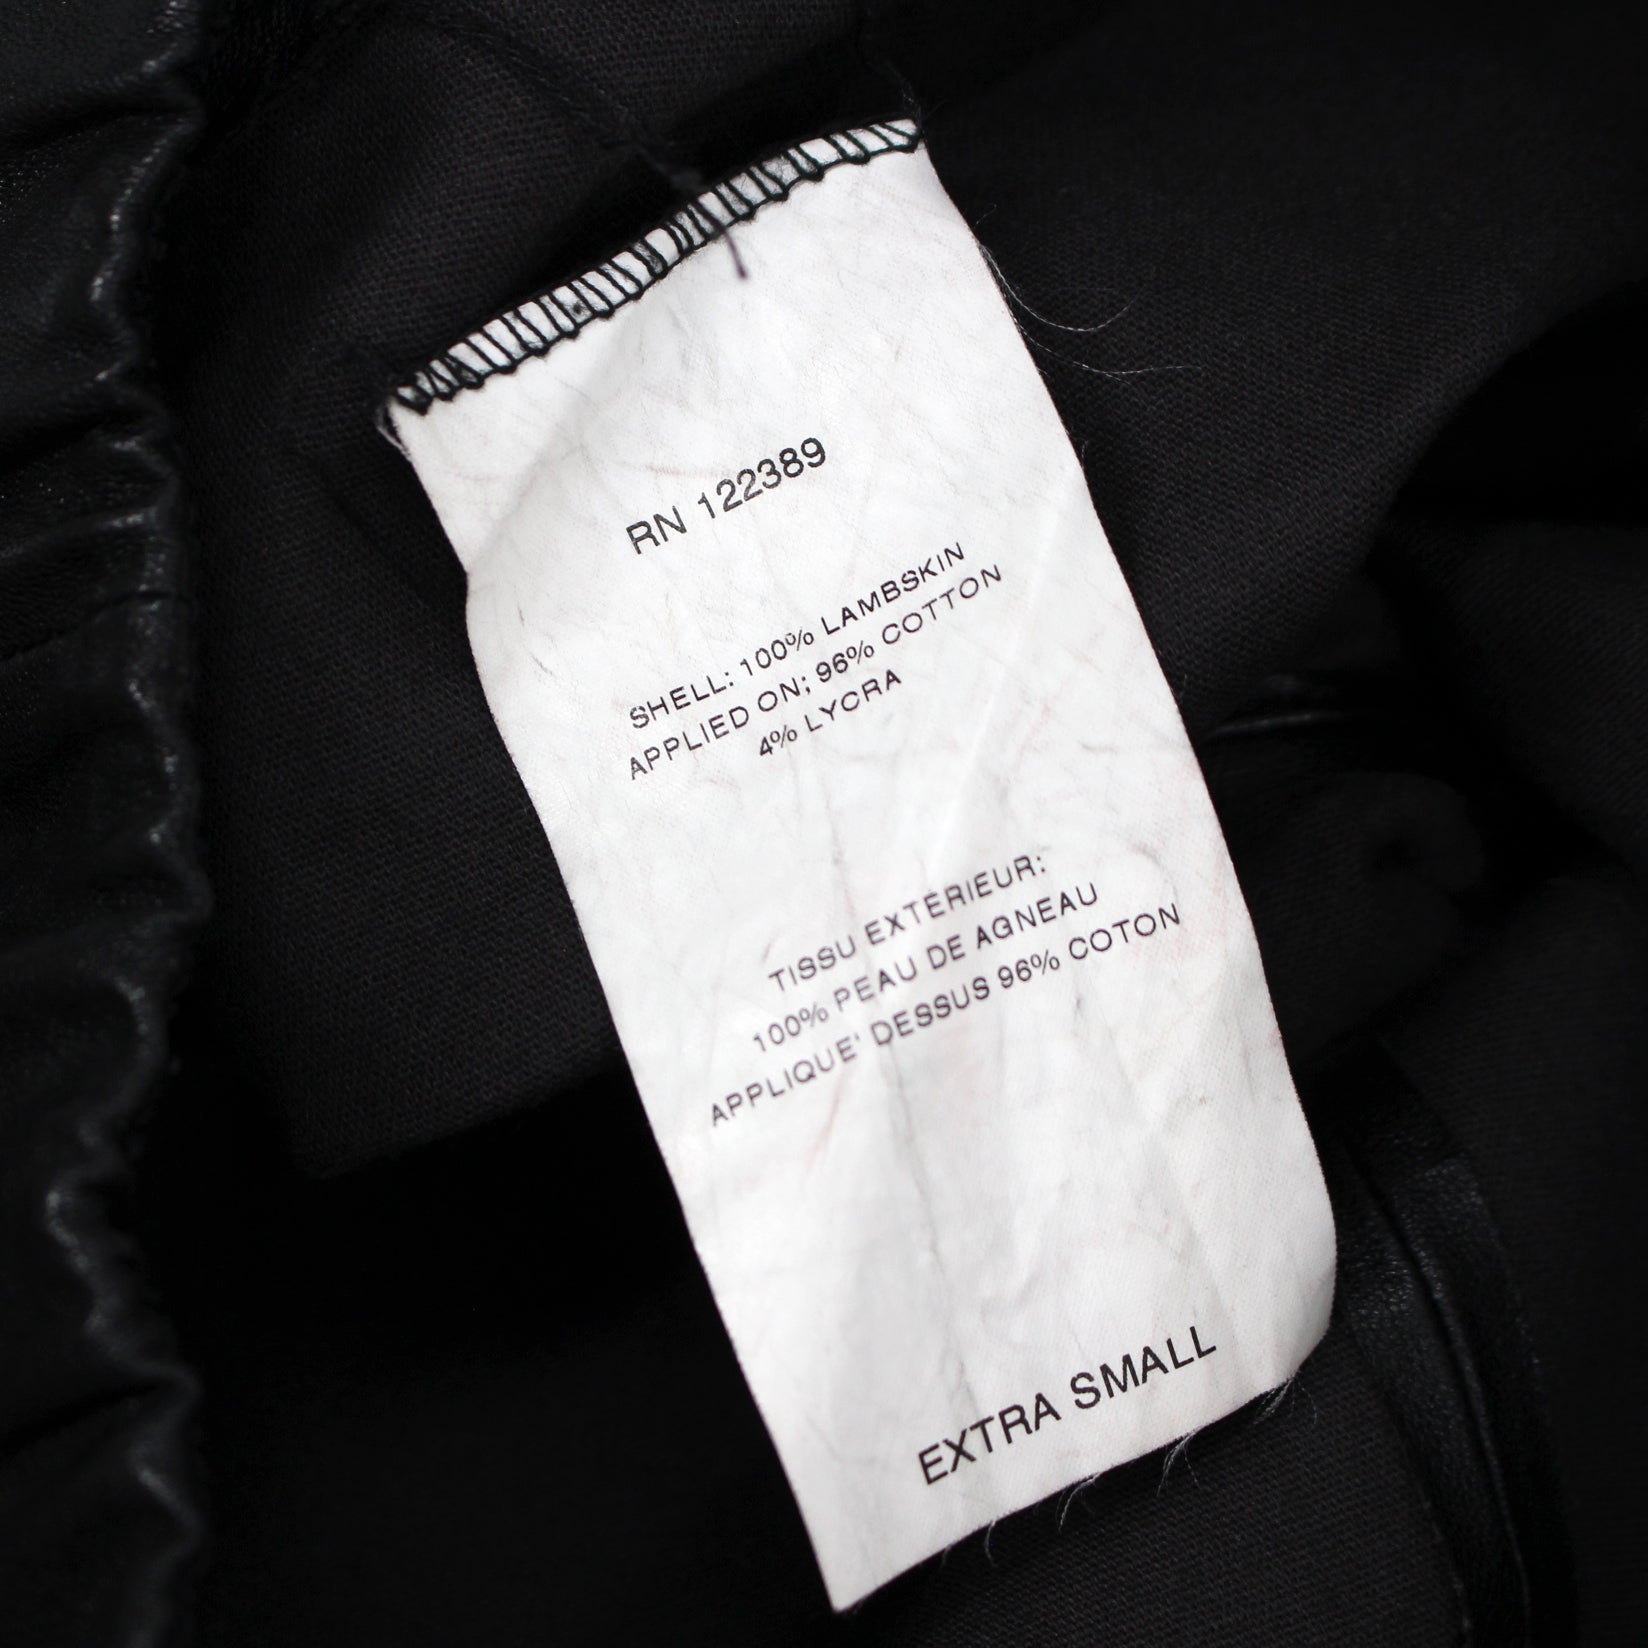 RN 122389
SHELL: 100% LAMBSKIN
APPLIED ON; 96% COTTON
4% LYCRA
TISSU EXTERIEUR:
100% PEAU DE AGNEAU
APPLIQUE' DESSUS 96% COTON
EXTRA SMALL